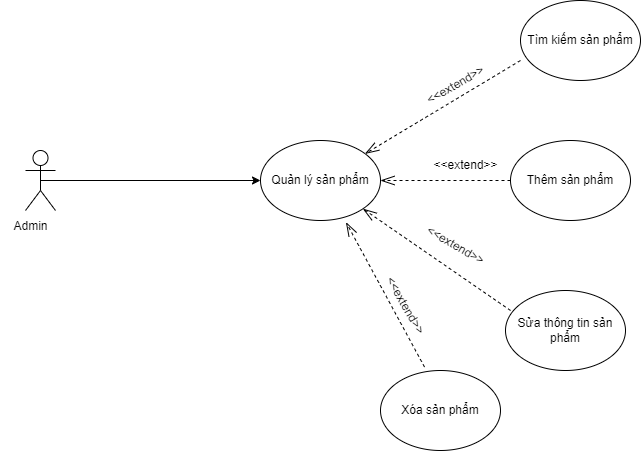 Tìm kiếm sản phẩm
<<extend>>
Quản lý sản phẩm
<<extend>>
Thêm sản phẩm
Admin
<<extend>>
Sửa thông tin sản
phẩm
<<extend>>
Xóa sản phẩm